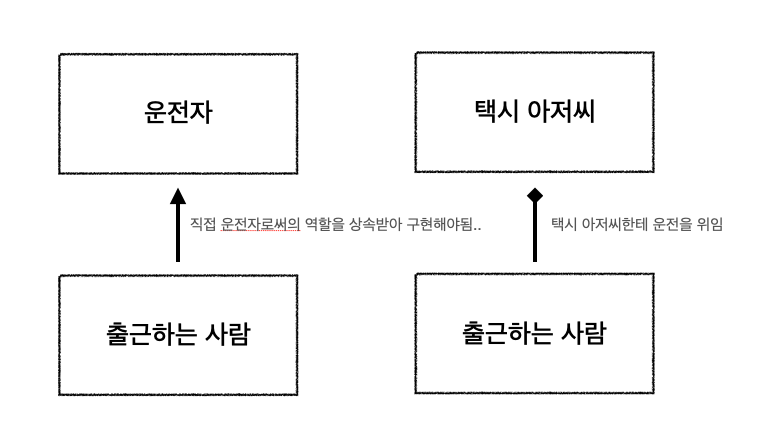 운전자
택시 아저씨
직접 운전자로써의 역할을 상속받아 구현해야됨..
택시 아저씨한테 운전을 위임
출근하는 사람
출근하는 사람